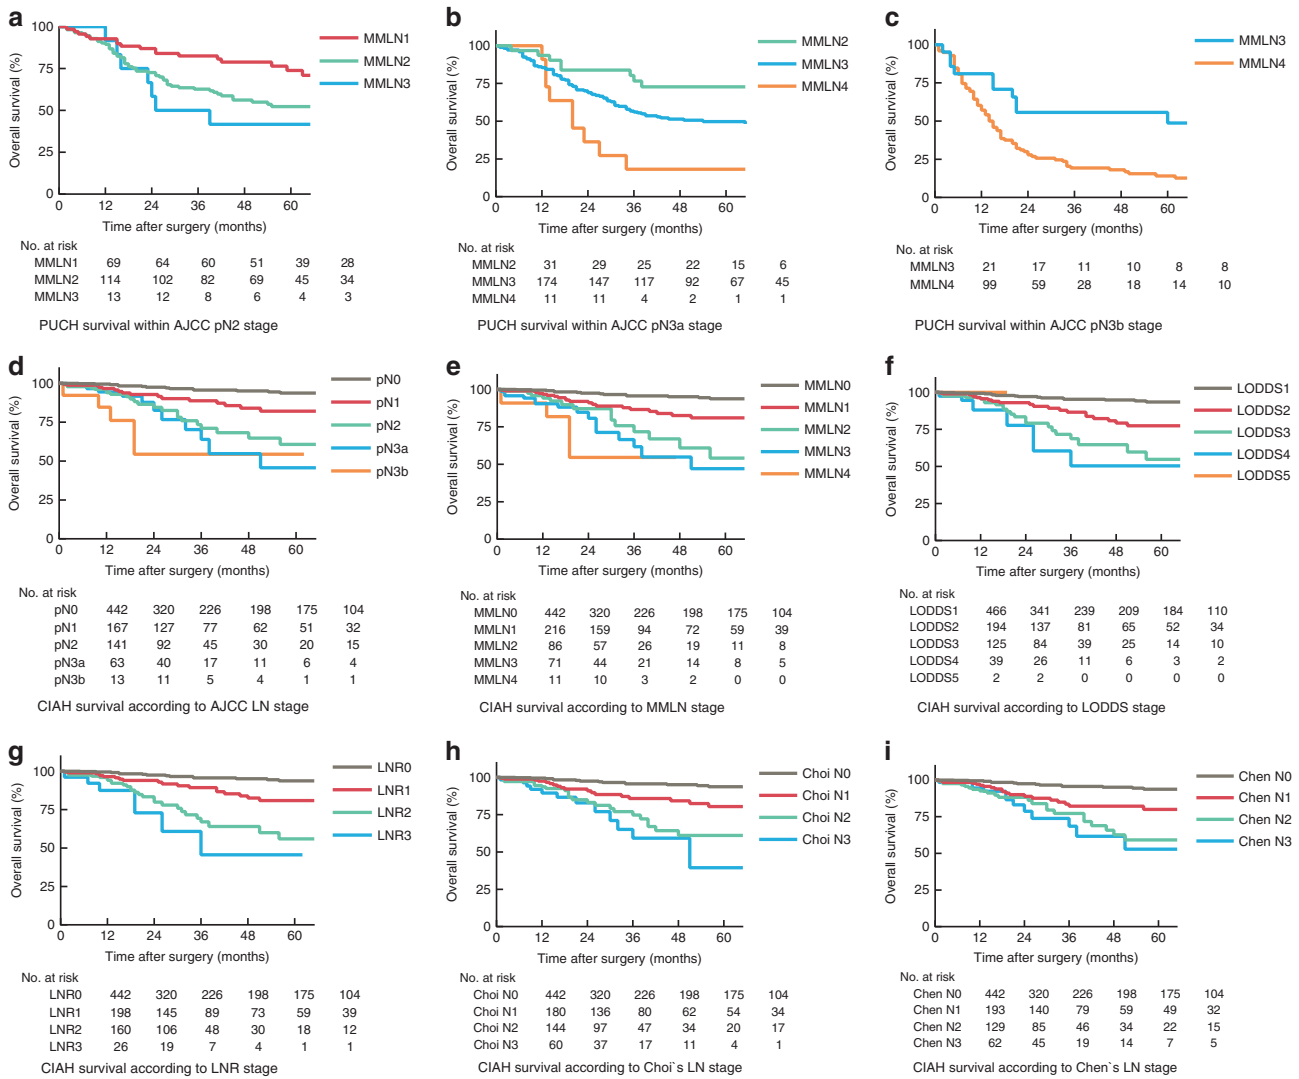 a
Overall survival (%)
100
75
50
25
0
0 12 24 36 48 60
Time after surgery (months)
MMLN1
MMLN2
MMLN3
No. at risk
MMLN1 69 64 60 51 39 28
MMLN2 114 102 82 69 45 34
MMLN3 13 12 8 6 4 3
PUCH survival within AJCC pN2 stage
b
Overall survival (%)
100
75
50
25
0
0 12 24 36 48 60
Time after surgery (months)
MMLN2
MMLN3
MMLN4
No. at risk
MMLN2 31 29 25 22 15 6
MMLN3 174 147 117 92 67 45
MMLN4 11 11 4 2 1 1
PUCH survival within AJCC pN3a stage
c
Overall survival (%)
100
75
50
25
0
0 12 24 36 48 60
Time after surgery (months)
MMLN3
MMLN4
No. at risk
MMLN3 21 17 11 10 8 8
MMLN4 99 59 28 18 14 10
PUCH survival within AJCC pN3b stage
d
Overall survival (%)
100
75
50
25
0
0 12 24 36 48 60
Time after surgery (months)
pN0
pN1
pN2
pN3a
pN3b
No. at risk
pN0 442 320 226 198 175 104
pN1 167 127 77 62 51 32
pN2 141 92 45 30 20 15
pN3a 63 40 17 11 6 4
pN3b 13 11 5 4 1 1
CIAH survival according to AJCC LN stage
e
Overall survival (%)
100
75
50
25
0
0 12 24 36 48 60
Time after surgery (months)
MMLN0
MMLN1
MMLN2
MMLN3
MMLN4
No. at risk
MMLN0 442 320 226 198 175 104
MMLN1 216 159 94 72 59 39
MMLN2 86 57 26 19 11 8
MMLN3 71 44 21 14 8 5
MMLN4 11 10 3 2 0 0
CIAH survival according to MMLN stage
f
Overall survival (%)
100
75
50
25
0
0 12 24 36 48 60
Time after surgery (months)
LODDS1
LODDS2
LODDS3
LODDS4
LODDS5
No. at risk
LODDS1 466 341 239 209 184 110
LODDS2 194 137 81 65 52 34
LODDS3 125 84 39 25 14 10
LODDS4 39 26 11 6 3 2
LODDS5 2 2 0 0 0 0
CIAH survival according to LODDS stage
g
Overall survival (%)
100
75
50
25
0
0 12 24 36 48 60
Time after surgery (months)
LNR0
LNR1
LNR2
LNR3
No. at risk
LNR0 442 320 226 198 175 104
LNR1 198 145 89 73 59 39
LNR2 160 106 48 30 18 12
LNR3 26 19 7 4 1 1
CIAH survival according to LNR stage
h
Overall survival (%)
100
75
50
25
0
0 12 24 36 48 60
Time after surgery (months)
Choi N0
Choi N1
Choi N2
Choi N3
No. at risk
Choi N0 442 320 226 198 175 104
Choi N1 180 136 80 62 54 34
Choi N2 144 97 47 34 20 17
Choi N3 60 37 17 11 4 1
CIAH survival according to Choi`s LN stage
i
Overall survival (%)
100
75
50
25
0
0 12 24 36 48 60
Time after surgery (months)
Chen N0
Chen N1
Chen N2
Chen N3
No. at risk
Chen N0 442 320 226 198 175 104
Chen N1 193 140 79 59 49 32
Chen N2 129 85 46 34 22 15
Chen N3 62 45 19 14 7 5
CIAH survival according to Chen`s LN stage